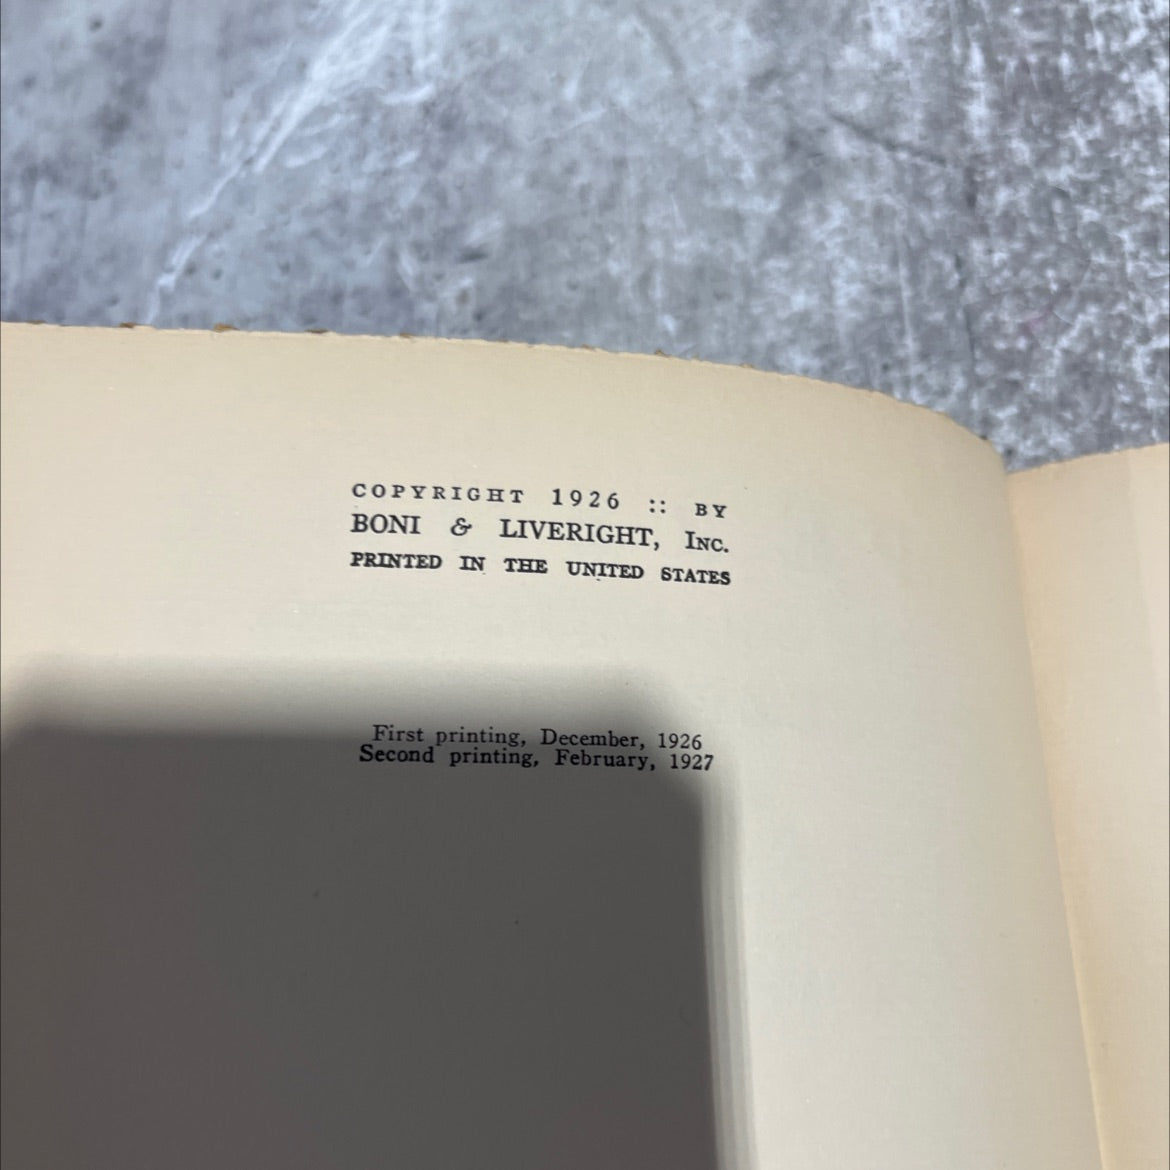 COPYRIGHT 1926 :: BY
BONI & LIVERIGHT, INC.
PRINTED IN THE UNITED STATES
First printing, December, 1926
Second printing, February, 1927